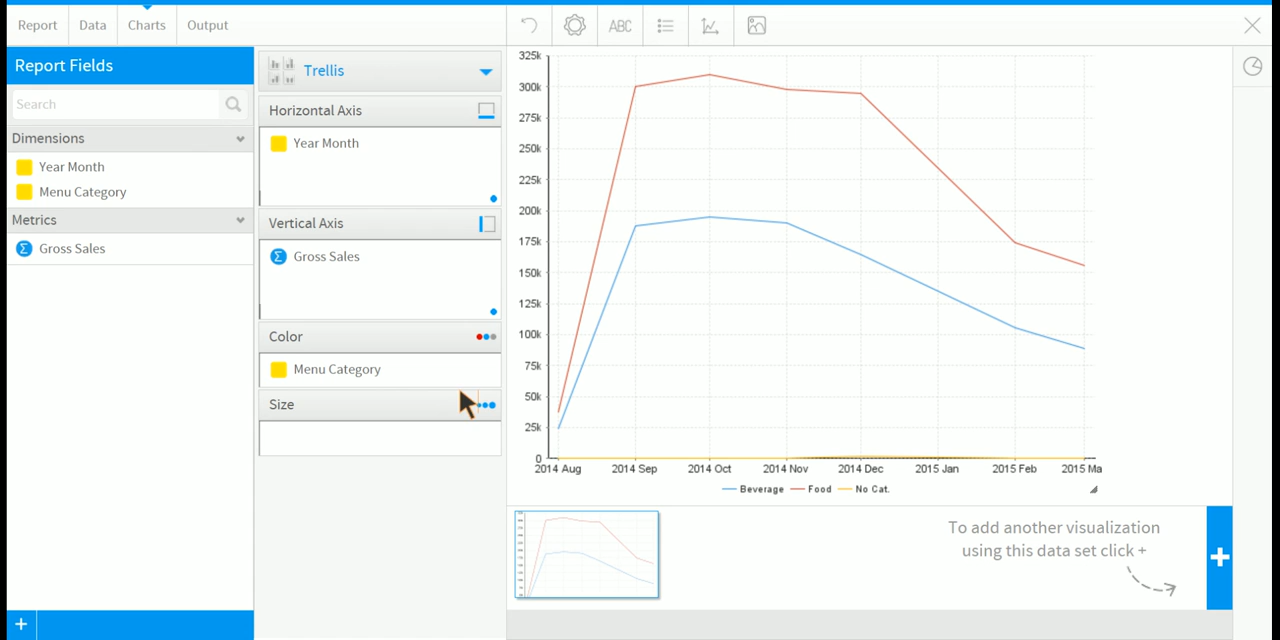 Report
Data
Charts
Output
ABC
Report Fields
Search
Dimensions
Year Month
Menu Category
Metrics
Gross Sales
Trellis
Horizontal Axis
Year Month
Vertical Axis
Gross Sales
Color
Menu Category
Size
325k
300k
275k
250k
225k
200k
175k
150k
125k
100k
75k
50k
25k
0
2014 Aug 2014 Sep 2014 Oct 2014 Nov 2014 Dec 2015 Jan 2015 Feb 2015 Ma
Beverage Food No Cat.
To add another visualization
using this data set click +